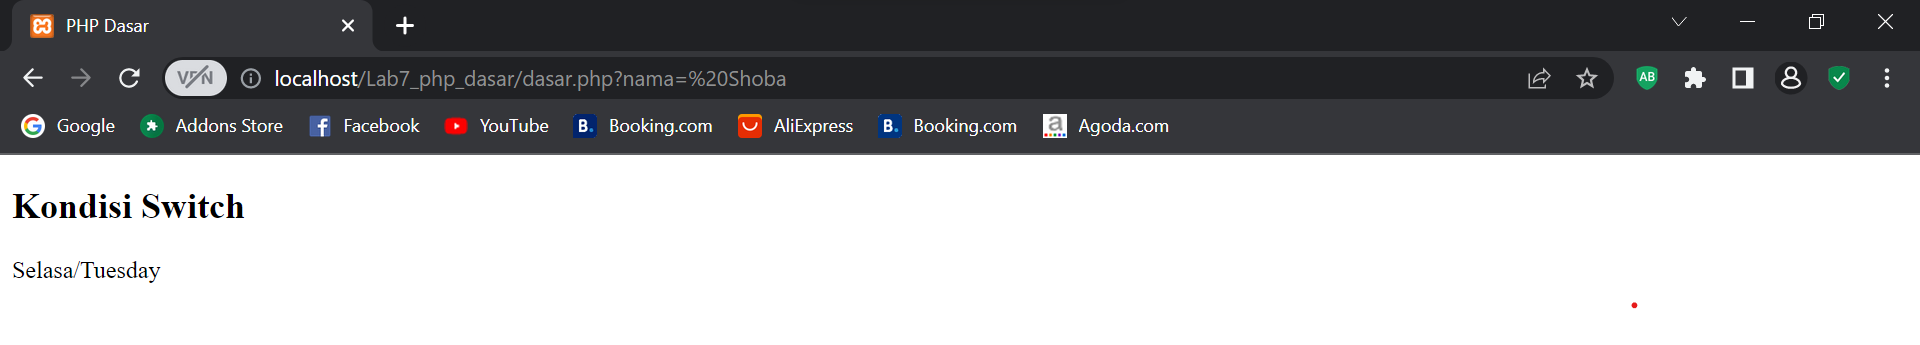 PHP Dasar
VPN localhost/Lab7_php_dasar/dasar.php?nama=%20Shoba AB
Google Addons Store Facebook YouTube B. Booking.com AliExpress B. Booking.com a Agoda.com
Kondisi Switch
Selasa/Tuesday